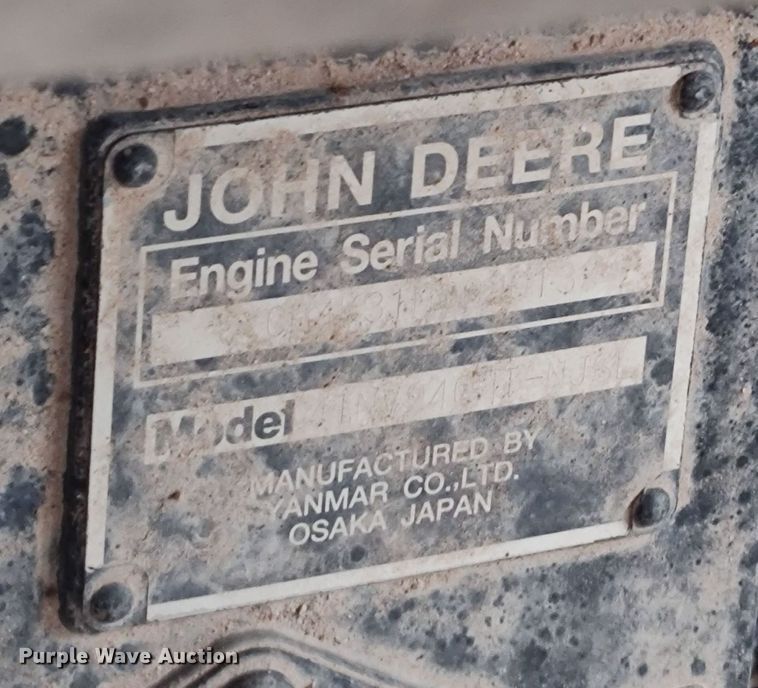 JOHN DEERE
Engine Serial Number
Model
MANUFACTURED BY
YANMAR CO.,LTD.
OSAKA JAPAN
Purple Wave Auction